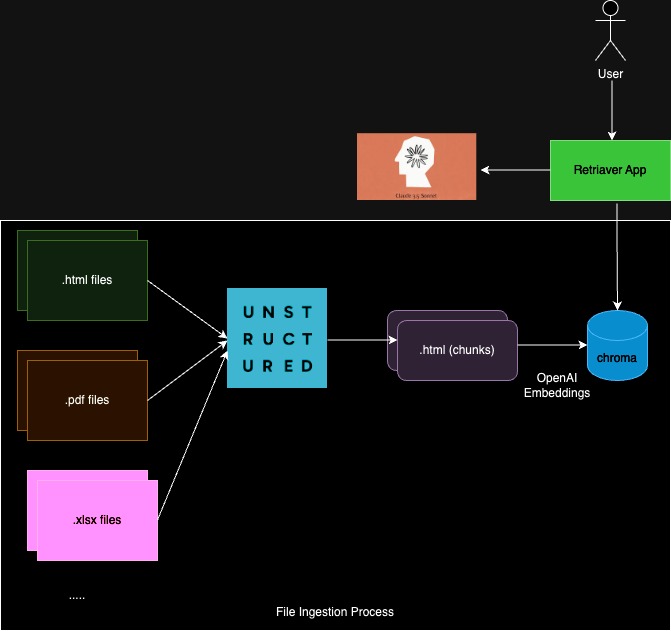 User
Retriaver App
Claude 3.5 Sonnet
.html files
UNST
RUCT
URED
.html (chunks)
chroma
OpenAI
Embeddings
.pdf files
.xlsx files
.....
File Ingestion Process